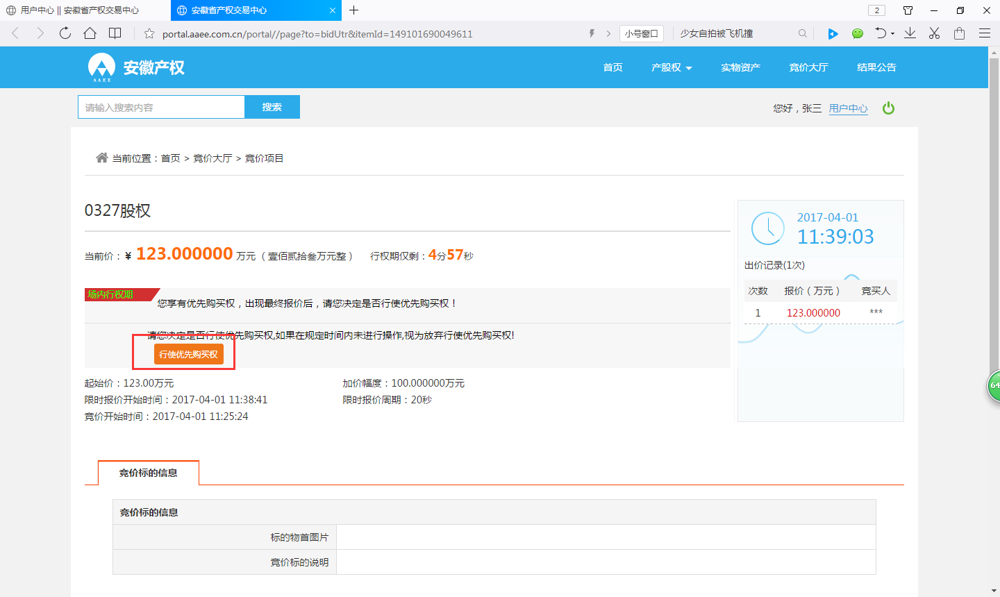 用户中心 || 安徽省产权交易中心
安徽省产权交易中心
2
portal.aaee.com.cn/portal//page?to=bidUtr&itemId=149101690049611
小号窗口
少女自拍被飞机撞
安徽产权
AAEE
首页 产股权 实物资产 竞价大厅 结果公告
请输入搜索内容 搜索
您好，张三 用户中心
当前位置：首页 > 竞价大厅 > 竞价项目
0327股权
当前价：¥ 123.000000 万元 （ 壹佰贰拾叁万元整 ） 行权期仅剩：4分57秒
场内行权期
您享有优先购买权，出现最终报价后，请您决定是否行使优先购买权！
请您决定是否行使优先购买权,如果在规定时间内未进行操作,视为放弃行使优先购买权!
行使优先购买权
起始价：123.00万元 加价幅度：100.000000万元
限时报价开始时间：2017-04-01 11:38:41 限时报价周期：20秒
竞价开始时间：2017-04-01 11:25:24
2017-04-01
11:39:03
出价记录(1次)
次数 报价（万元） 竞买人
1 123.000000 ***
64
竞价标的信息
竞价标的信息
标的物首图片
竞价标的说明